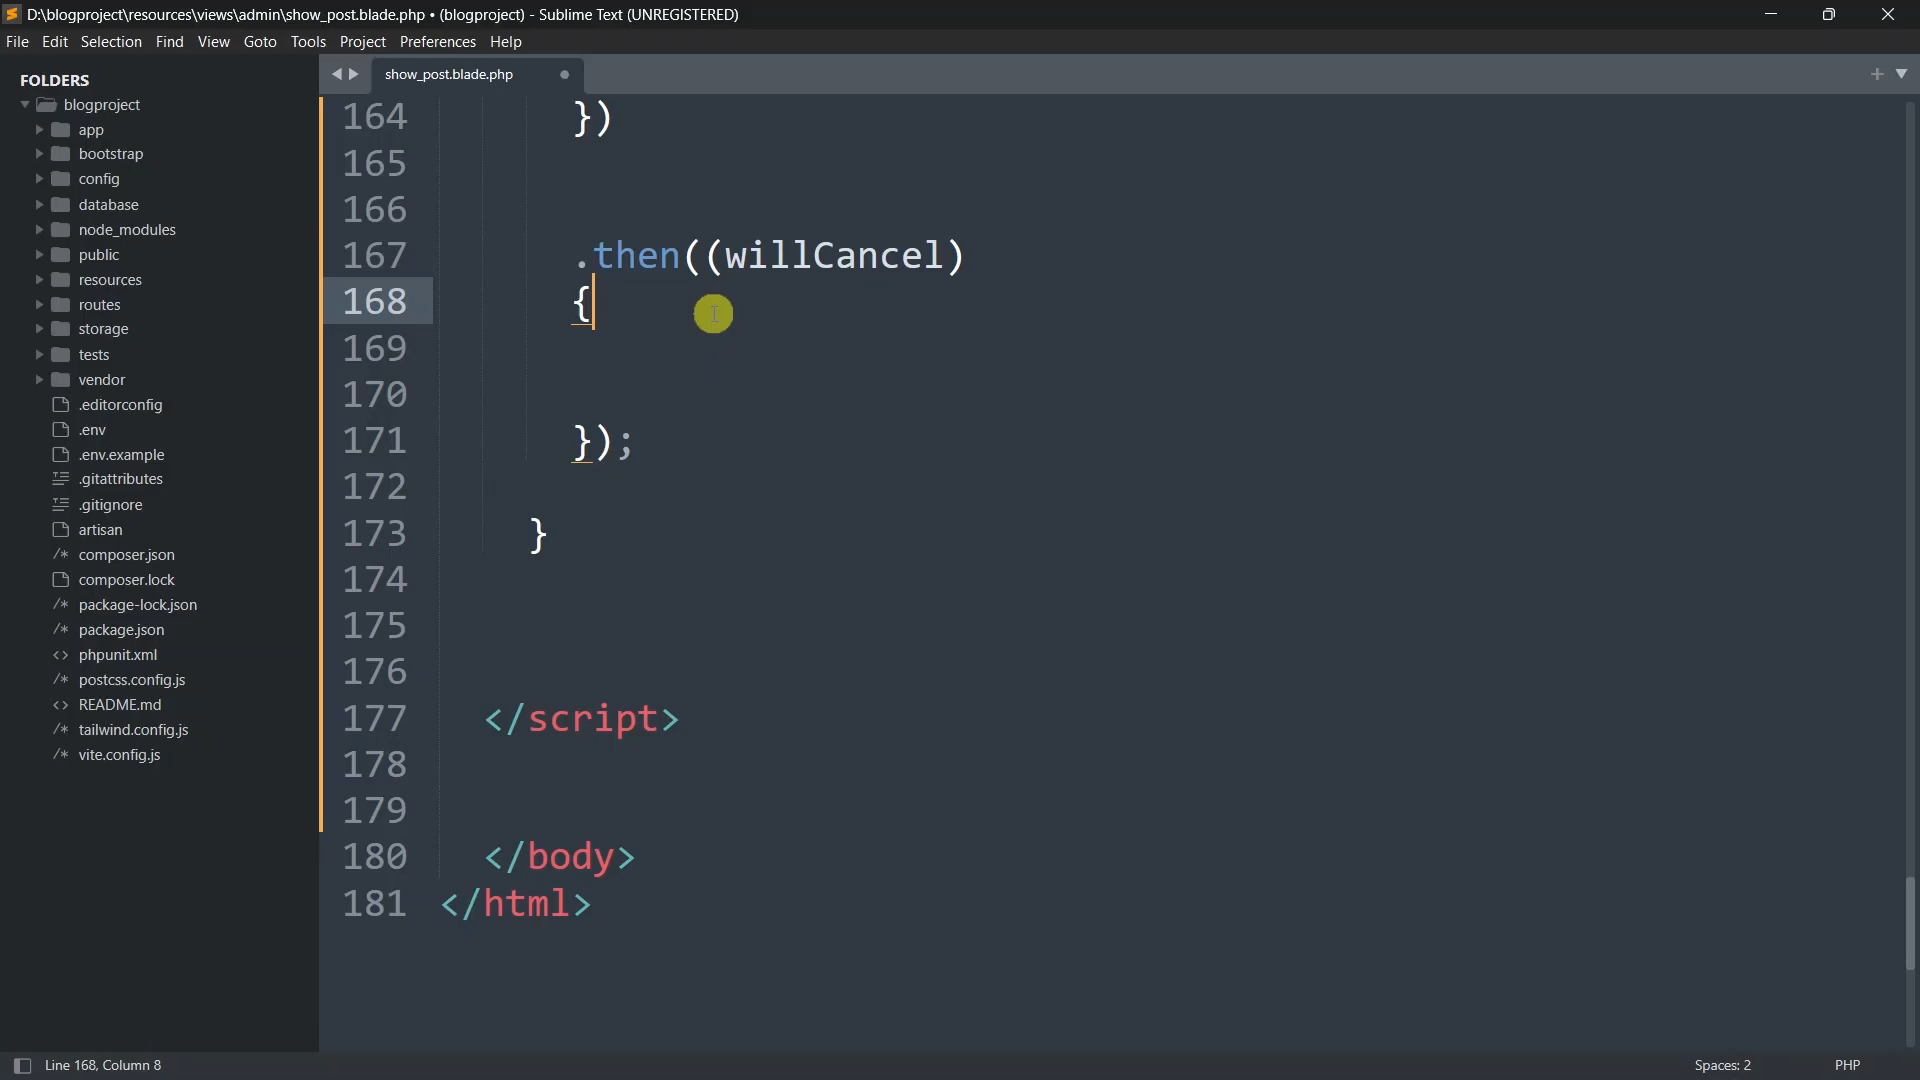 D:\blogproject\resources\views\admin\show_post.blade.php • (blogproject) - Sublime Text (UNREGISTERED)
File Edit Selection Find View Goto Tools Project Preferences Help
FOLDERS
blogproject
app
bootstrap
config
database
node_modules
public
resources
routes
storage
tests
vendor
.editorconfig
.env
.env.example
.gitattributes
.gitignore
artisan
/* composer.json
composer.lock
/* package-lock.json
/* package.json
<> phpunit.xml
/* postcss.config.js
<> README.md
/* tailwind.config.js
/* vite.config.js
show_post.blade.php
164 })
165
166
167 .then((willCancel)
168 {
169
170
171 });
172
173 }
174
175
176
177 </script>
178
179
180 </body>
181 </html>
Line 168, Column 8
Spaces: 2
PHP